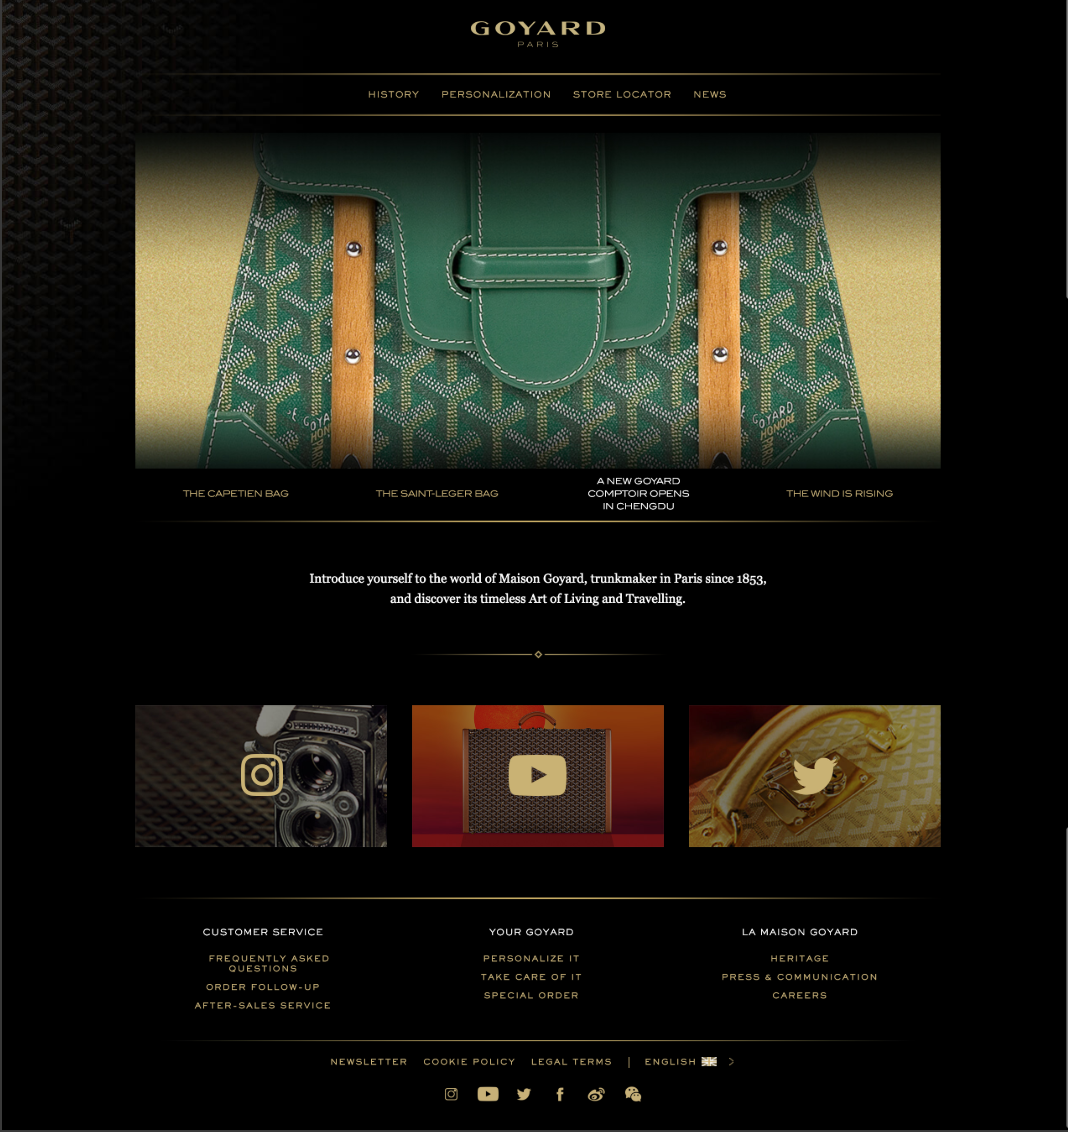 GOYARD
PARIS
HISTORY PERSONALIZATION STORE LOCATOR NEWS
GOYARD
HONORE
GOYARD
HONORE
THE CAPETIEN BAG
THE SAINT-LEGER BAG
A NEW GOYARD
COMPTOIR OPENS
IN CHENGDU
THE WIND IS RISING
Introduce yourself to the world of Maison Goyard, trunkmaker in Paris since 1853,
and discover its timeless Art of Living and Travelling.
CUSTOMER SERVICE
FREQUENTLY ASKED
QUESTIONS
ORDER FOLLOW-UP
AFTER-SALES SERVICE
YOUR GOYARD
PERSONALIZE IT
TAKE CARE OF IT
SPECIAL ORDER
LA MAISON GOYARD
HERITAGE
PRESS & COMMUNICATION
CAREERS
NEWSLETTER COOKIE POLICY LEGAL TERMS | ENGLISH